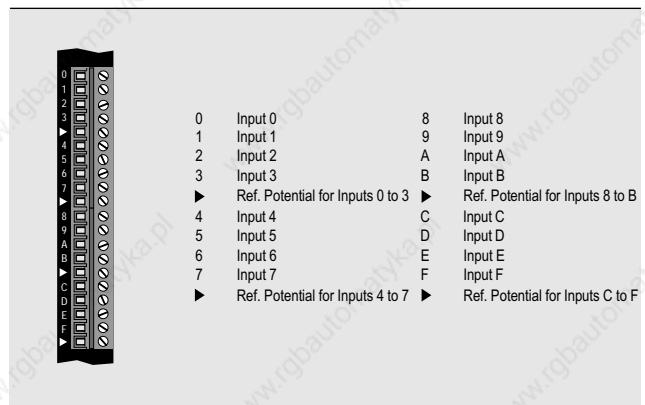 0
1
2
3
▶
4
5
6
7
▶
8
9
A
B
▶
C
D
E
F
▶
0 Input 0 8 Input 8
1 Input 1 9 Input 9
2 Input 2 A Input A
3 Input 3 B Input B
▶ Ref. Potential for Inputs 0 to 3 ▶ Ref. Potential for Inputs 8 to B
4 Input 4 C Input C
5 Input 5 D Input D
6 Input 6 E Input E
7 Input 7 F Input F
▶ Ref. Potential for Inputs 4 to 7 ▶ Ref. Potential for Inputs C to F
www.rgbautomatyka.pl